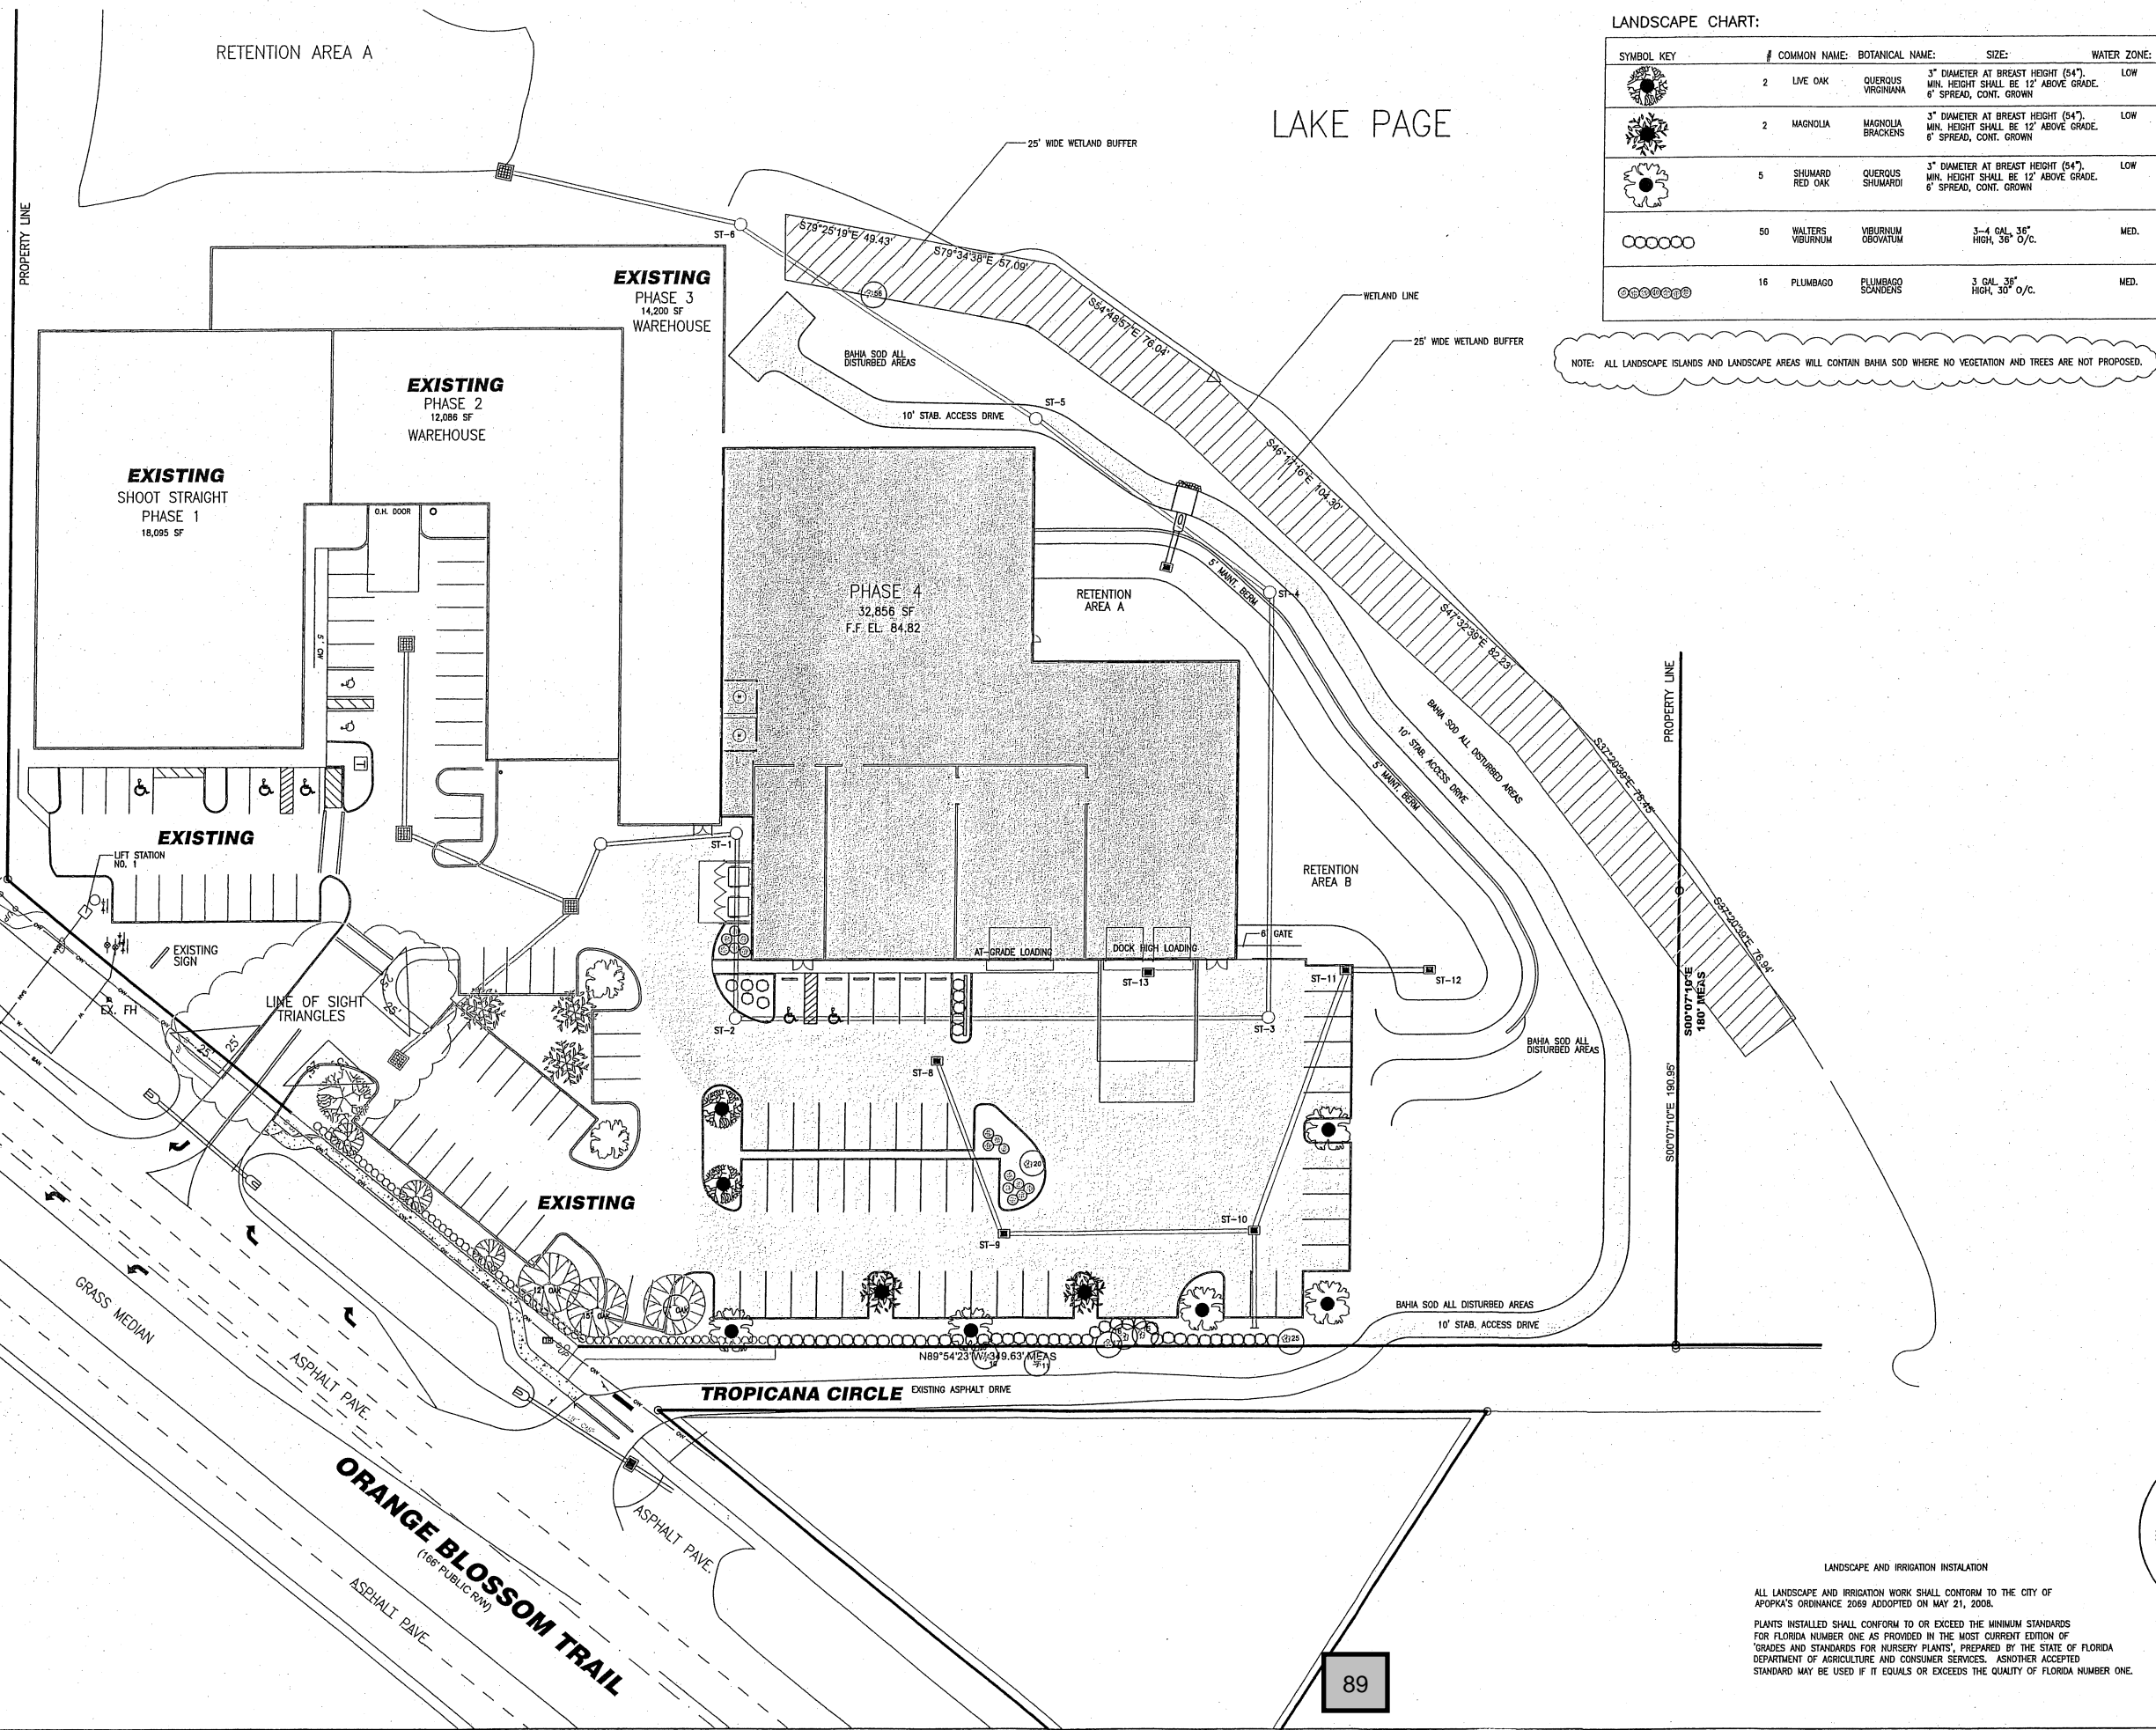 LANDSCAPE CHART:
SYMBOL KEY # COMMON NAME: BOTANICAL NAME: SIZE: WATER ZONE:
2 LIVE OAK QUERQUS VIRGINIANA 3" DIAMETER AT BREAST HEIGHT (54"). LOW
MIN. HEIGHT SHALL BE 12' ABOVE GRADE.
6' SPREAD, CONT. GROWN
2 MAGNOLIA MAGNOLIA BRACKENS 3" DIAMETER AT BREAST HEIGHT (54"). LOW
MIN. HEIGHT SHALL BE 12' ABOVE GRADE.
6' SPREAD, CONT. GROWN
5 SHUMARD RED OAK QUERQUS SHUMARDI 3" DIAMETER AT BREAST HEIGHT (54"). LOW
MIN. HEIGHT SHALL BE 12' ABOVE GRADE.
6' SPREAD, CONT. GROWN
50 WALTERS VIBURNUM VIBURNUM OBOVATUM 3-4 GAL, 36" HIGH, 36" O/C. MED.
16 PLUMBAGO PLUMBAGO SCANDENS 3 GAL. 36" HIGH, 30" O/C. MED.
NOTE: ALL LANDSCAPE ISLANDS AND LANDSCAPE AREAS WILL CONTAIN BAHIA SOD WHERE NO VEGETATION AND TREES ARE NOT PROPOSED.
RETENTION AREA A
LAKE PAGE
PROPERTY LINE
25' WIDE WETLAND BUFFER
ST-6
S79°25'19"E 49.43'
S79°34'38"E 57.09'
56
S54°48'57"E 76.04'
WETLAND LINE
25' WIDE WETLAND BUFFER
EXISTING
PHASE 3
14,200 SF
WAREHOUSE
BAHIA SOD ALL
DISTURBED AREAS
10' STAB. ACCESS DRIVE
ST-5
EXISTING
PHASE 2
12,086 SF
WAREHOUSE
EXISTING
SHOOT STRAIGHT
PHASE 1
18,095 SF
O.H. DOOR
5' CW
S46°17'16"E 104.30'
PHASE 4
32,856 SF
F.F EL. 84.82
RETENTION
AREA A
5' MAINT. BERM
ST-4
S47°32'39"E 82.23'
PROPERTY LINE
BAHIA SOD ALL DISTURBED AREAS
10' STAB. ACCESS DRIVE
5' MAINT. BERM
S37°20'39"E 78.45'
EXISTING
LIFT STATION
NO. 1
ST-1
RETENTION
AREA B
S37°20'39"E 76.94'
EXISTING
SIGN
EX. FH
LINE OF SIGHT
TRIANGLES
25'
25'
25'
25'
AT-GRADE LOADING
DOCK HIGH LOADING
6' GATE
ST-13
ST-11
ST-12
ST-2
ST-3
S00°07'10"E
180' MEAS
BAHIA SOD ALL
DISTURBED AREAS
ST-8
S00°07'10"E 190.95'
20
EXISTING
ST-9
ST-10
12" OAK
15" OAK
OAK
25
BAHIA SOD ALL DISTURBED AREAS
10' STAB. ACCESS DRIVE
N89°54'23"W 349.63' MEAS
TROPICANA CIRCLE EXISTING ASPHALT DRIVE
18" CMP
GRASS MEDIAN
ASPHALT PAVE.
ASPHALT PAVE.
ORANGE BLOSSOM TRAIL
(166' PUBLIC R/W)
ASPHALT PAVE.
LANDSCAPE AND IRRIGATION INSTALATION
ALL LANDSCAPE AND IRRIGATION WORK SHALL CONTORM TO THE CITY OF
APOPKA'S ORDINANCE 2069 ADDOPTED ON MAY 21, 2008.
PLANTS INSTALLED SHALL CONFORM TO OR EXCEED THE MINIMUM STANDARDS
FOR FLORIDA NUMBER ONE AS PROVIDED IN THE MOST CURRENT EDITION OF
'GRADES AND STANDARDS FOR NURSERY PLANTS', PREPARED BY THE STATE OF FLORIDA
DEPARTMENT OF AGRICULTURE AND CONSUMER SERVICES. ASNOTHER ACCEPTED
STANDARD MAY BE USED IF IT EQUALS OR EXCEEDS THE QUALITY OF FLORIDA NUMBER ONE.
89